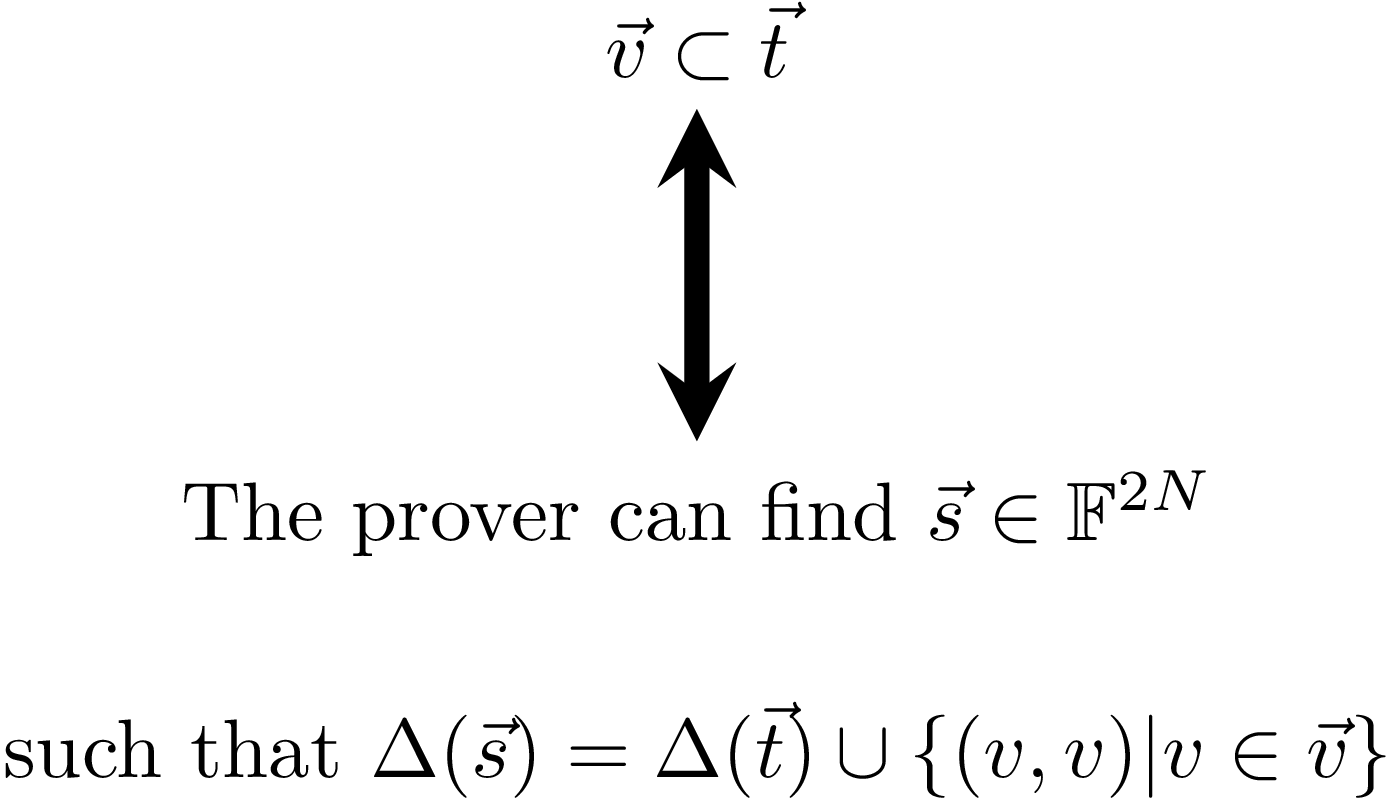 $\vec{v} \subset \vec{t}$
The prover can find $\vec{s} \in \mathbb{F}^{2N}$
such that $\Delta(\vec{s}) = \Delta(\vec{t}) \cup \{(v, v) | v \in \vec{v}\}$